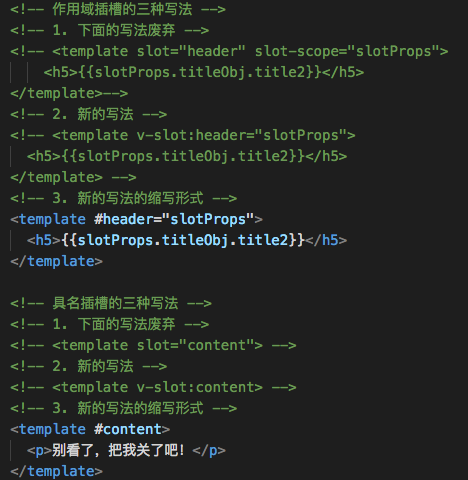 <!-- 作用域插槽的三种写法 -->
<!-- 1. 下面的写法废弃 -->
<!-- <template slot="header" slot-scope="slotProps">
<h5>{{slotProps.titleObj.title2}}</h5>
</template>-->
<!-- 2. 新的写法 -->
<!-- <template v-slot:header="slotProps">
<h5>{{slotProps.titleObj.title2}}</h5>
</template> -->
<!-- 3. 新的写法的缩写形式 -->
<template #header="slotProps">
<h5>{{slotProps.titleObj.title2}}</h5>
</template>
<!-- 具名插槽的三种写法 -->
<!-- 1. 下面的写法废弃 -->
<!-- <template slot="content"> -->
<!-- 2. 新的写法 -->
<!-- <template v-slot:content> -->
<!-- 3. 新的写法的缩写形式 -->
<template #content>
<p>别看了，把我关了吧！</p>
</template>